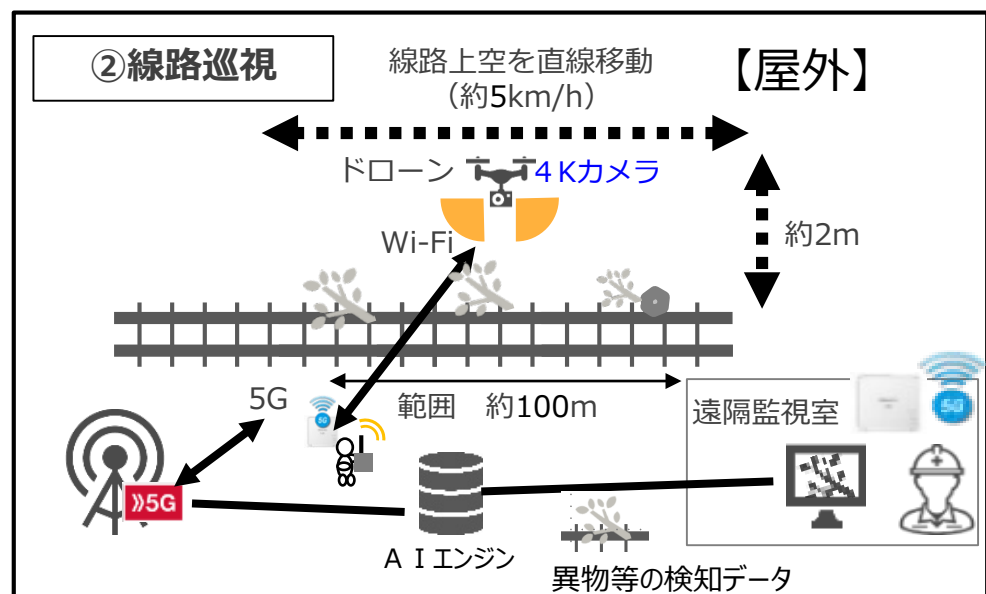 ②線路巡視
線路上空を直線移動
（約5km/h）
【屋外】
ドローン
４Kカメラ
Wi-Fi
約2m
5G
範囲　約100m
遠隔監視室
5G
5G
»5G
ＡＩエンジン
異物等の検知データ